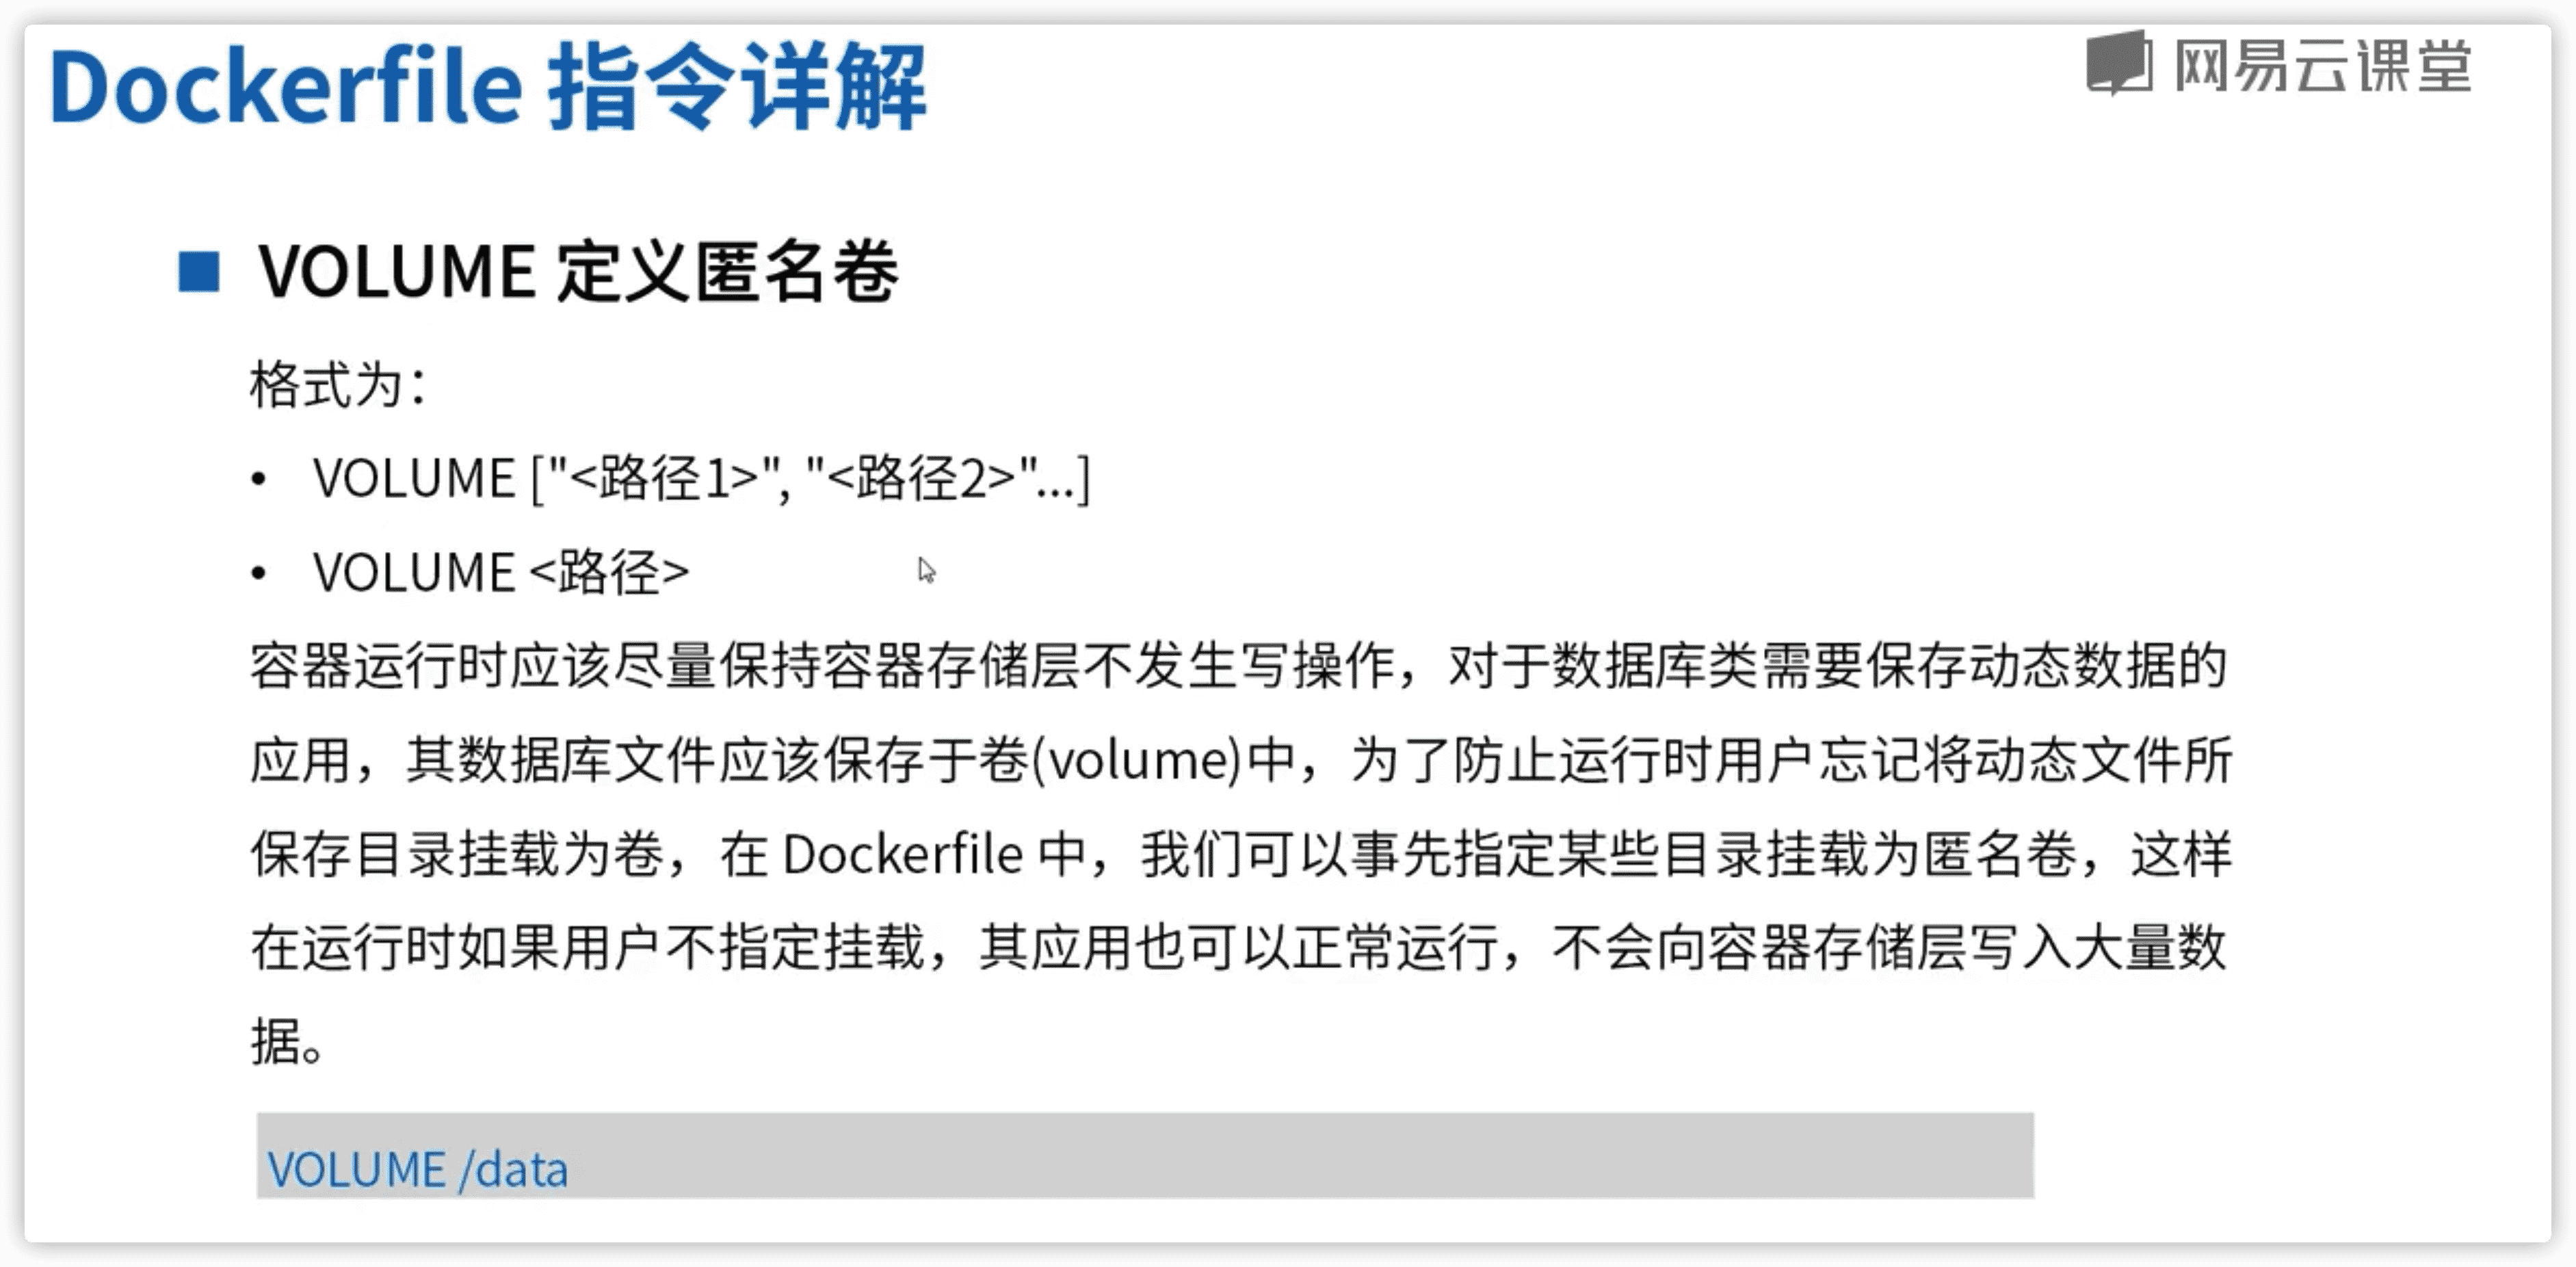 Dockerfile 指令详解
网易云课堂
VOLUME 定义匿名卷
格式为：
• VOLUME ["<路径1>", "<路径2>"...]
• VOLUME <路径>
容器运行时应该尽量保持容器存储层不发生写操作，对于数据库类需要保存动态数据的
应用，其数据库文件应该保存于卷(volume)中，为了防止运行时用户忘记将动态文件所
保存目录挂载为卷，在 Dockerfile 中，我们可以事先指定某些目录挂载为匿名卷，这样
在运行时如果用户不指定挂载，其应用也可以正常运行，不会向容器存储层写入大量数
据。
VOLUME /data